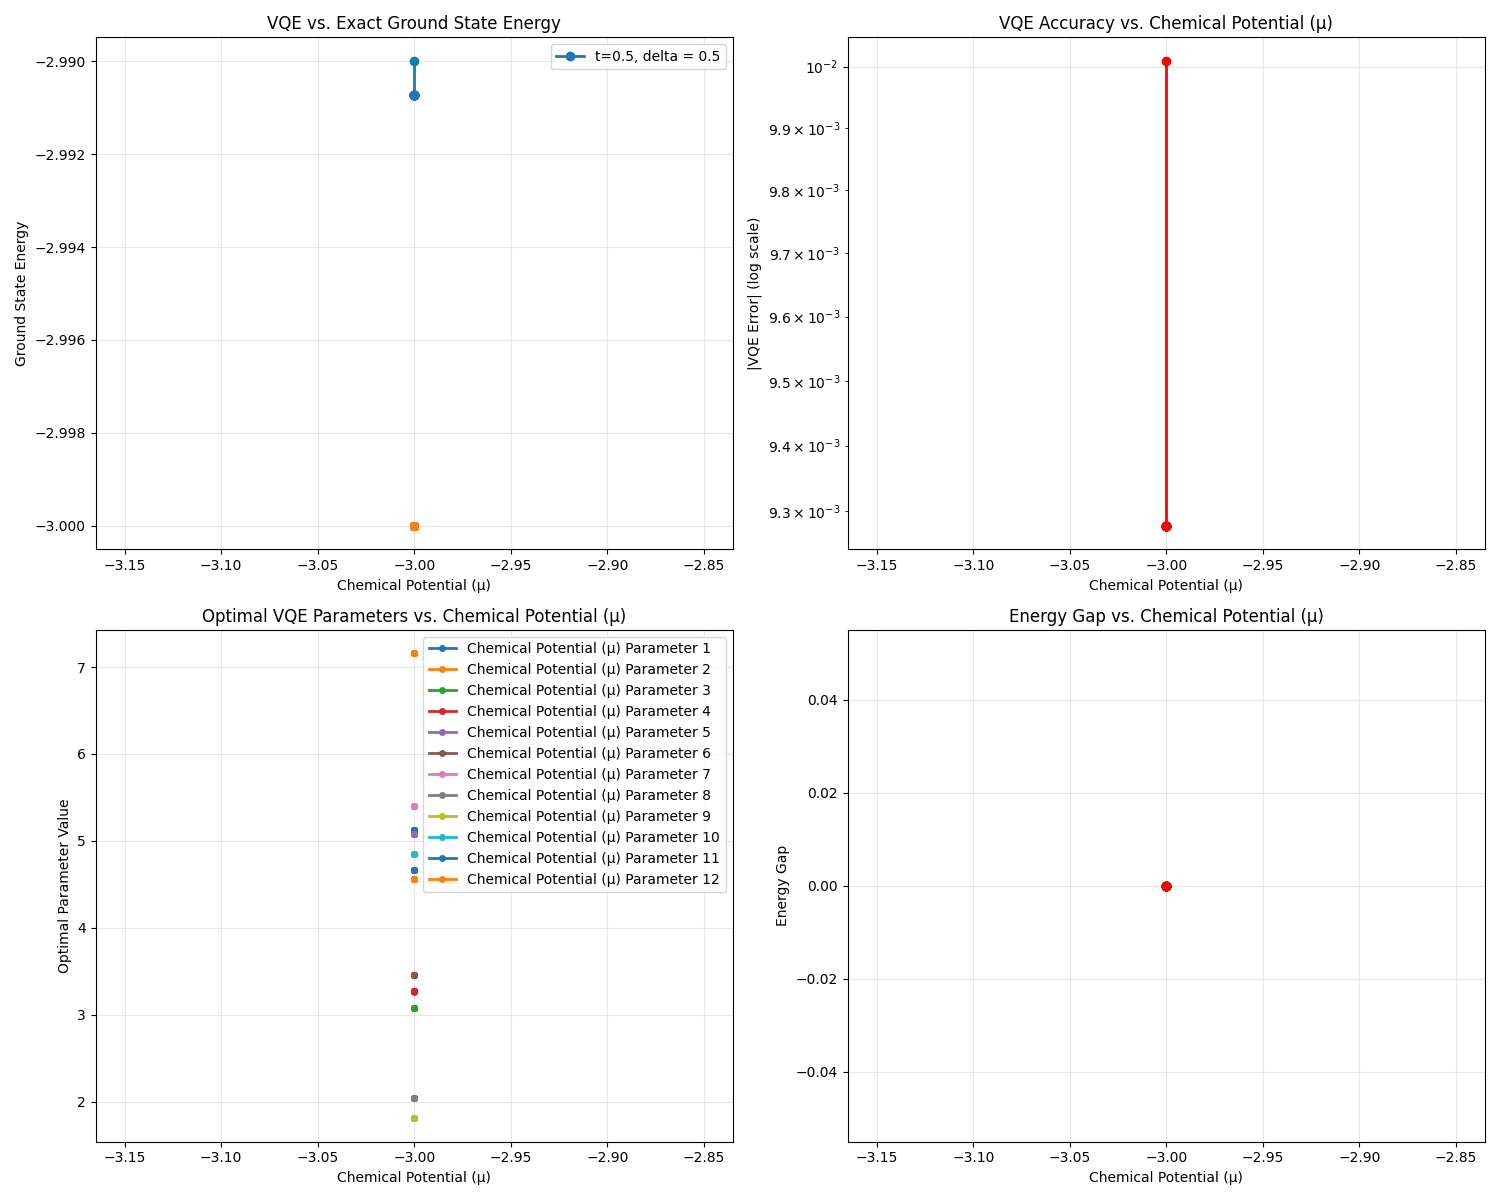 VQE vs. Exact Ground State Energy
t=0.5, delta = 0.5
−2.990
−2.992
−2.994
−2.996
−2.998
−3.000
Ground State Energy
−3.15 −3.10 −3.05 −3.00 −2.95 −2.90 −2.85
Chemical Potential (μ)
VQE Accuracy vs. Chemical Potential (μ)
10⁻²
9.9 × 10⁻³
9.8 × 10⁻³
9.7 × 10⁻³
9.6 × 10⁻³
9.5 × 10⁻³
9.4 × 10⁻³
9.3 × 10⁻³
|VQE Error| (log scale)
−3.15 −3.10 −3.05 −3.00 −2.95 −2.90 −2.85
Chemical Potential (μ)
Optimal VQE Parameters vs. Chemical Potential (μ)
Chemical Potential (μ) Parameter 1
Chemical Potential (μ) Parameter 2
Chemical Potential (μ) Parameter 3
Chemical Potential (μ) Parameter 4
Chemical Potential (μ) Parameter 5
Chemical Potential (μ) Parameter 6
Chemical Potential (μ) Parameter 7
Chemical Potential (μ) Parameter 8
Chemical Potential (μ) Parameter 9
Chemical Potential (μ) Parameter 10
Chemical Potential (μ) Parameter 11
Chemical Potential (μ) Parameter 12
7
6
5
4
3
2
Optimal Parameter Value
−3.15 −3.10 −3.05 −3.00 −2.95 −2.90 −2.85
Chemical Potential (μ)
Energy Gap vs. Chemical Potential (μ)
0.04
0.02
0.00
−0.02
−0.04
Energy Gap
−3.15 −3.10 −3.05 −3.00 −2.95 −2.90 −2.85
Chemical Potential (μ)